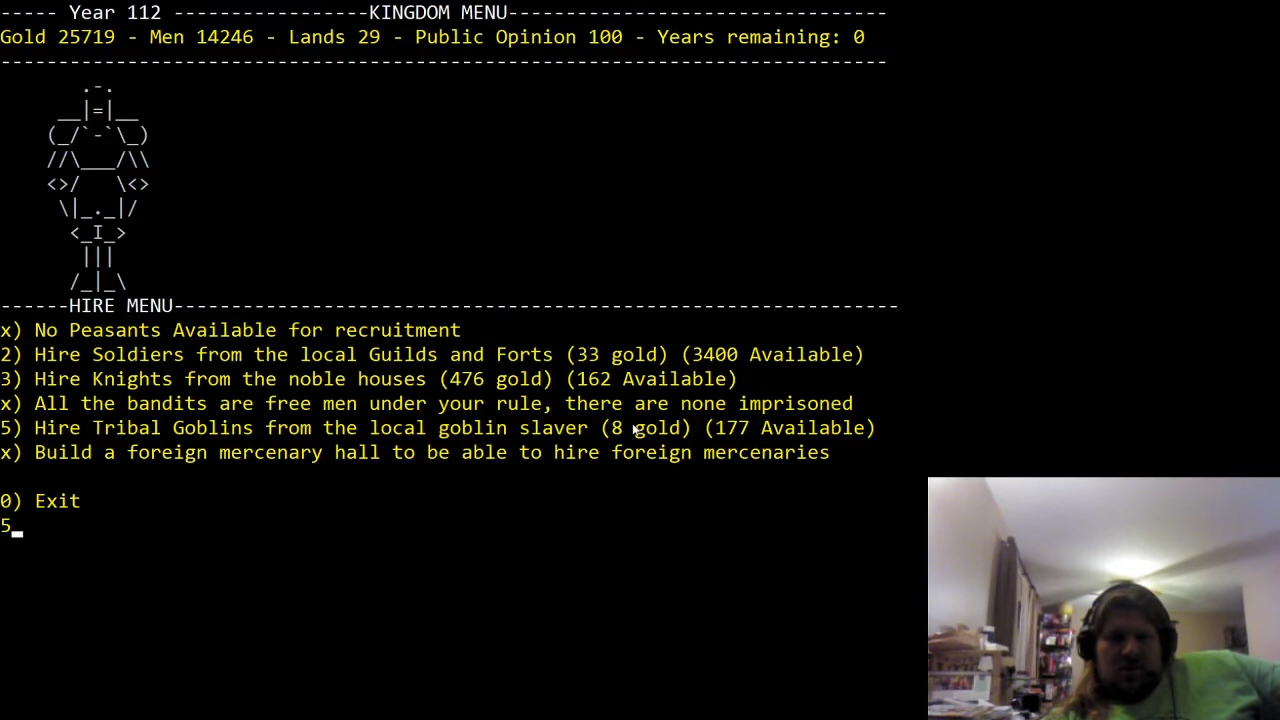 ----- Year 112 -----------------KINGDOM MENU---------------------------------
Gold 25719 - Men 14246 - Lands 29 - Public Opinion 100 - Years remaining: 0
-----------------------------------------------------------------------------
       .-.
     __|=|__
    (_/`-`\_)
    //\___/\\
    <>/   \<>
     \|_._|/
      <_I_>
       |||
      /_|_\
------HIRE MENU---------------------------------------------------------------
x) No Peasants Available for recruitment
2) Hire Soldiers from the local Guilds and Forts (33 gold) (3400 Available)
3) Hire Knights from the noble houses (476 gold) (162 Available)
x) All the bandits are free men under your rule, there are none imprisoned
5) Hire Tribal Goblins from the local goblin slaver (8 gold) (177 Available)
x) Build a foreign mercenary hall to be able to hire foreign mercenaries
0) Exit
5